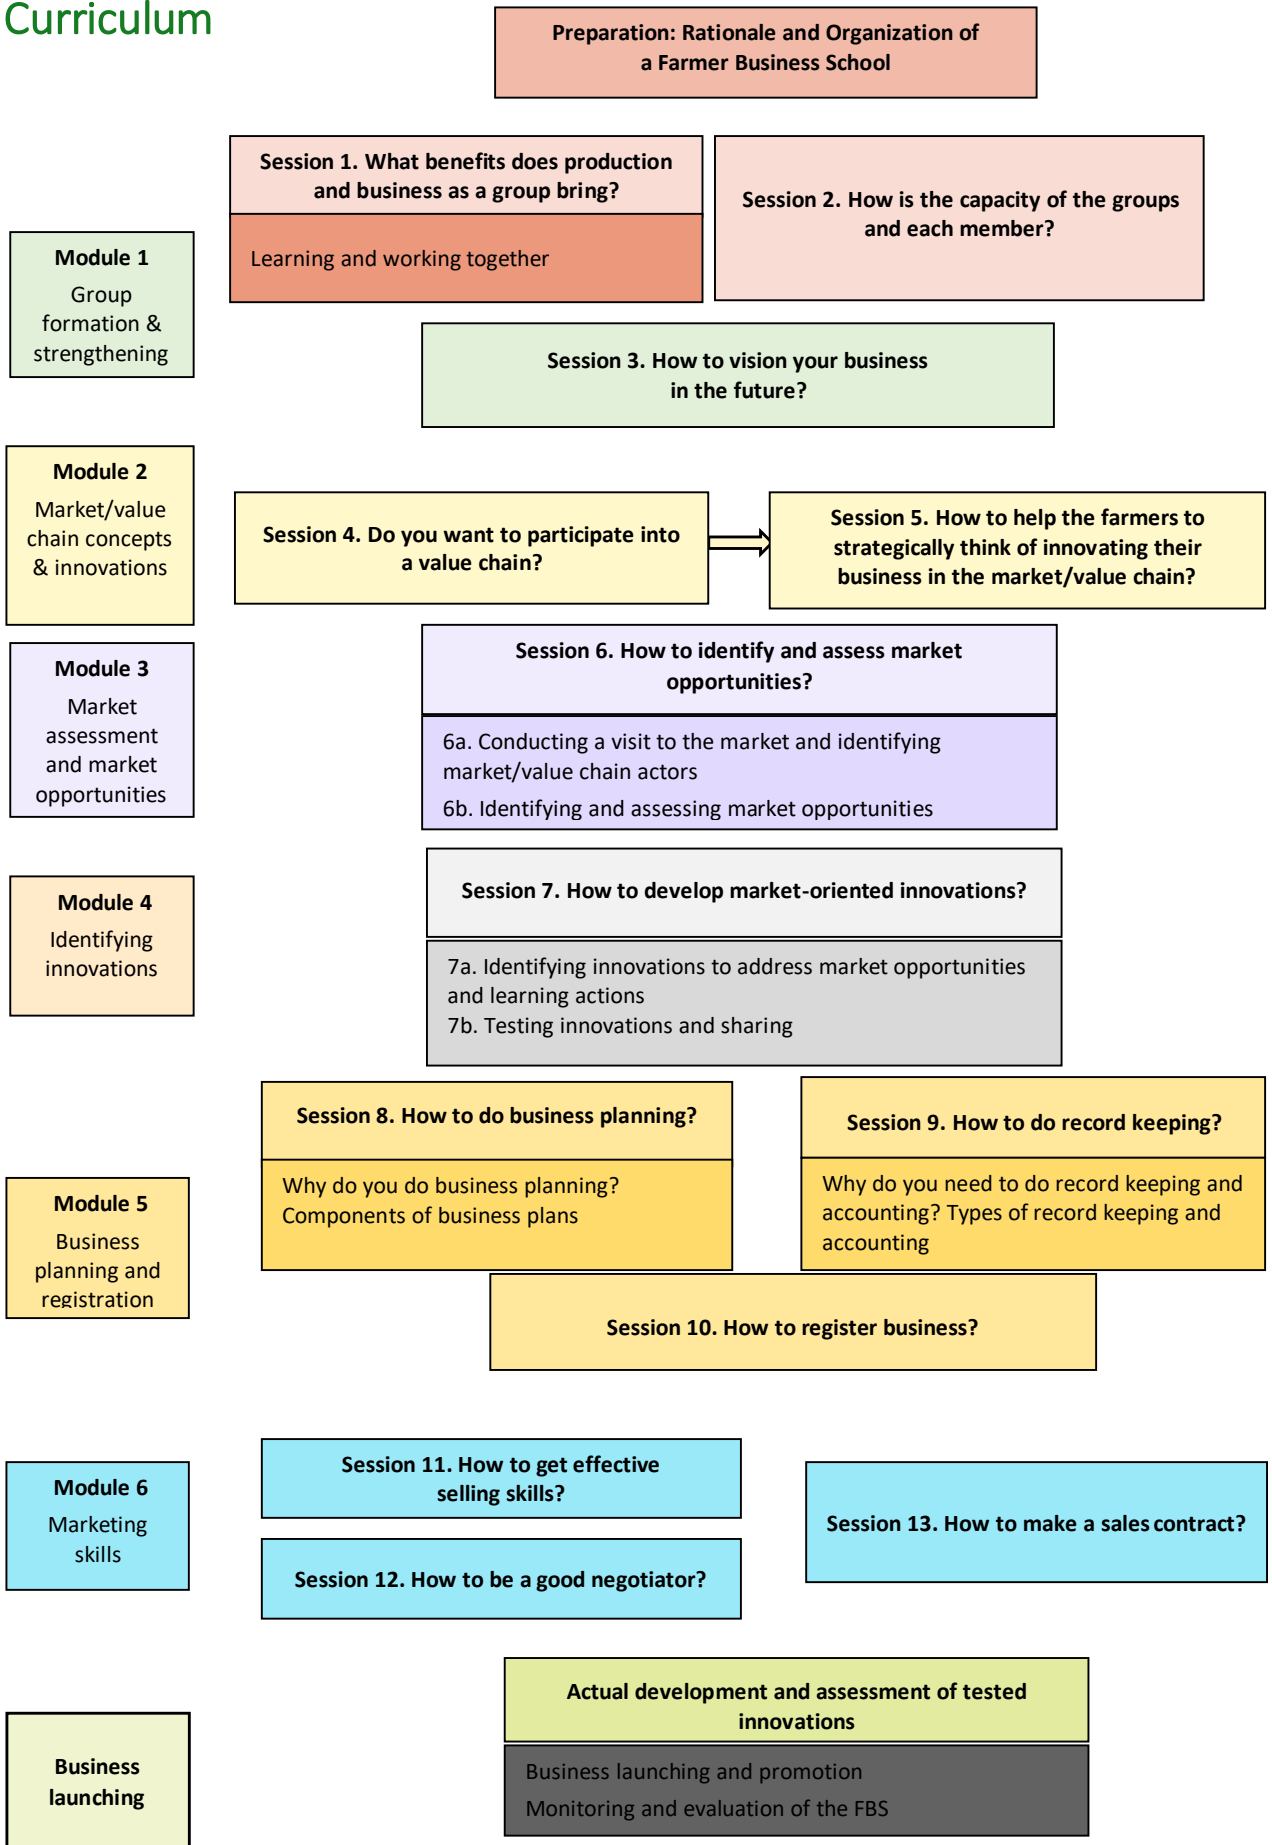 Curriculum
Preparation: Rationale and Organization of
a Farmer Business School
Session 1. What benefits does production
and business as a group bring?
Learning and working together
Session 2. How is the capacity of the groups
and each member?
Module 1
Group
formation &
strengthening
Session 3. How to vision your business
in the future?
Module 2
Market/value
chain concepts
& innovations
Session 4. Do you want to participate into
a value chain?
Session 5. How to help the farmers to
strategically think of innovating their
business in the market/value chain?
Module 3
Market
assessment
and market
opportunities
Session 6. How to identify and assess market
opportunities?
6a. Conducting a visit to the market and identifying
market/value chain actors
6b. Identifying and assessing market opportunities
Module 4
Identifying
innovations
Session 7. How to develop market-oriented innovations?
7a. Identifying innovations to address market opportunities
and learning actions
7b. Testing innovations and sharing
Module 5
Business
planning and
registration
Session 8. How to do business planning?
Why do you do business planning?
Components of business plans
Session 9. How to do record keeping?
Why do you need to do record keeping and
accounting? Types of record keeping and
accounting
Session 10. How to register business?
Module 6
Marketing
skills
Session 11. How to get effective
selling skills?
Session 12. How to be a good negotiator?
Session 13. How to make a sales contract?
Business
launching
Actual development and assessment of tested
innovations
Business launching and promotion
Monitoring and evaluation of the FBS